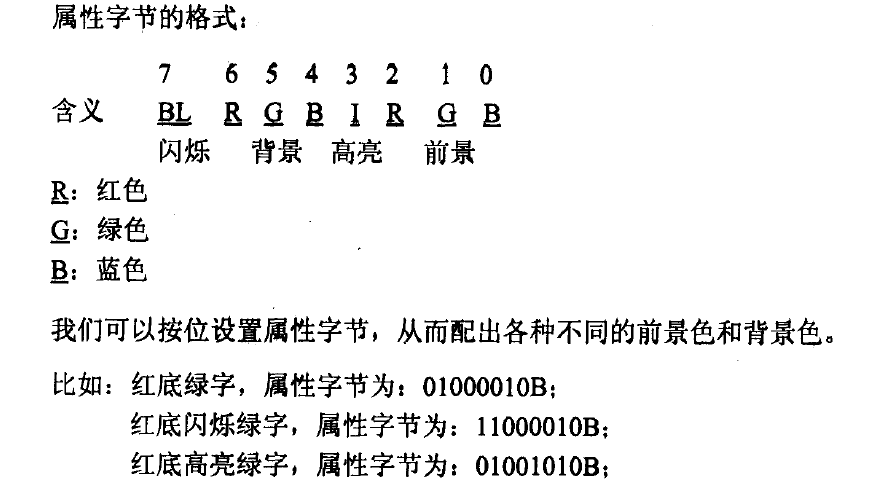 属性字节的格式：
7 6 5 4 3 2 1 0
含义 BL R G B I R G B
闪烁 背景 高亮 前景
R：红色
G：绿色
B：蓝色
我们可以按位设置属性字节，从而配出各种不同的前景色和背景色。
比如：红底绿字，属性字节为：01000010B；
红底闪烁绿字，属性字节为：11000010B；
红底高亮绿字，属性字节为：01001010B；